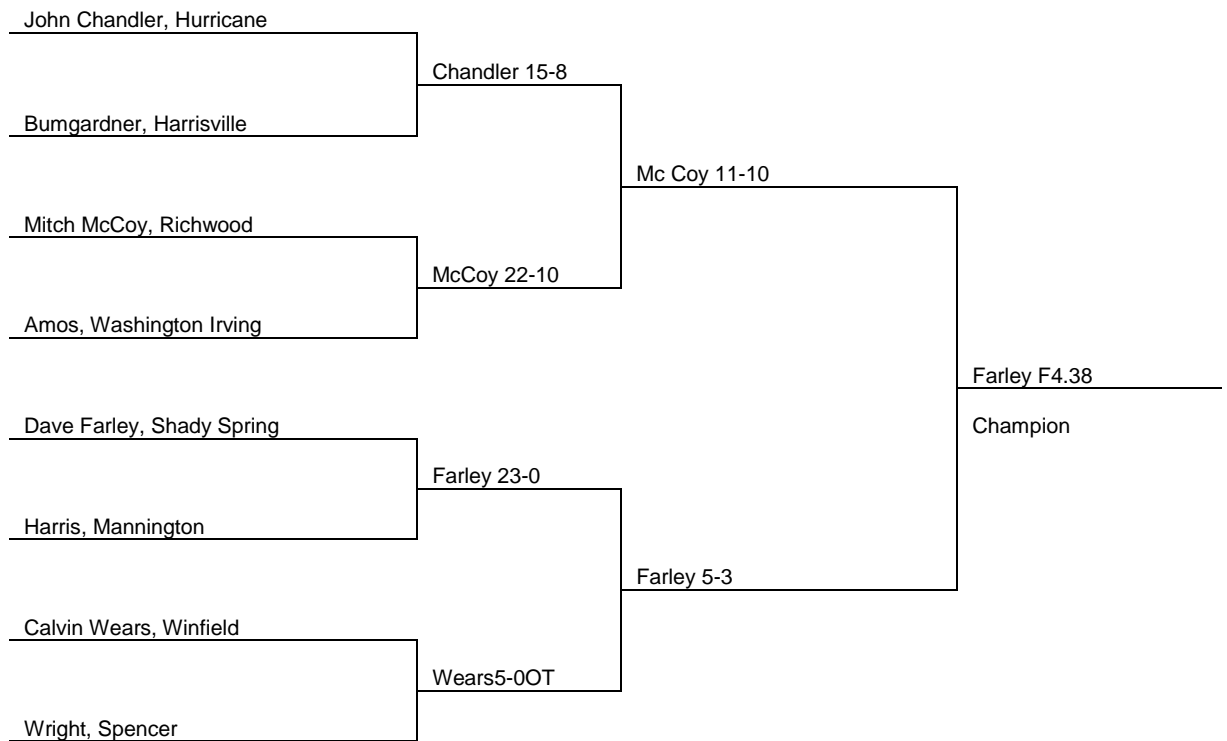 John Chandler, Hurricane
Chandler 15-8
Bumgardner, Harrisville
Mc Coy 11-10
Mitch McCoy, Richwood
McCoy 22-10
Amos, Washington Irving
Farley F4.38
Dave Farley, Shady Spring
Champion
Farley 23-0
Harris, Mannington
Farley 5-3
Calvin Wears, Winfield
Wears5-0OT
Wright, Spencer